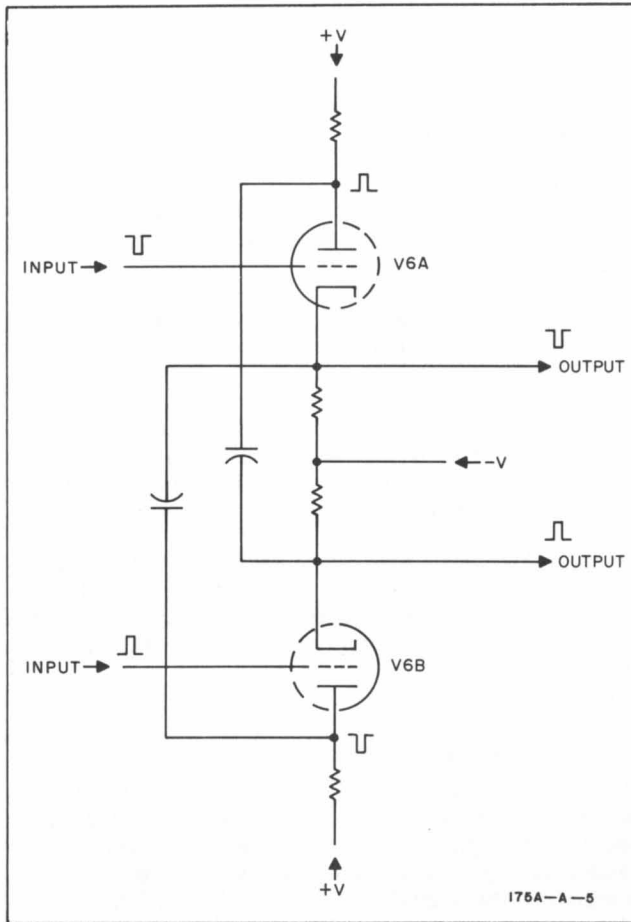 +V
INPUT
V6A
OUTPUT
-V
OUTPUT
INPUT
V6B
+V
175A-A-5